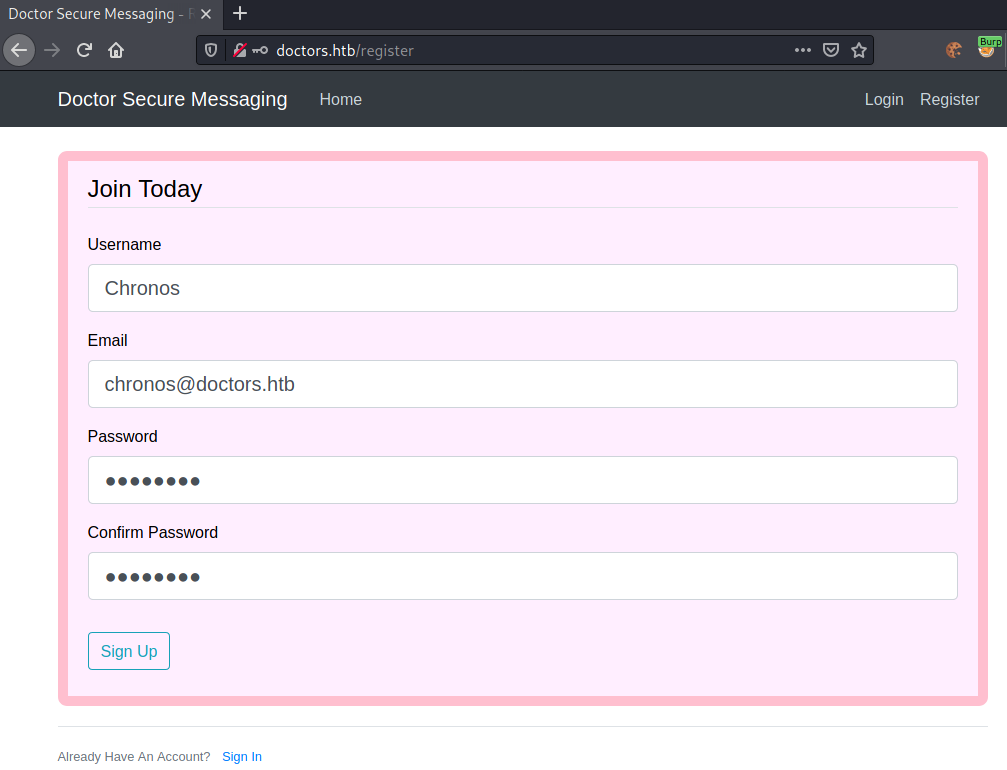 Doctor Secure Messaging -
doctors.htb/register
Burp
Doctor Secure Messaging Home Login Register
Join Today
Username
Chronos
Email
chronos@doctors.htb
Password
●●●●●●●●
Confirm Password
●●●●●●●●
Sign Up
Already Have An Account? Sign In